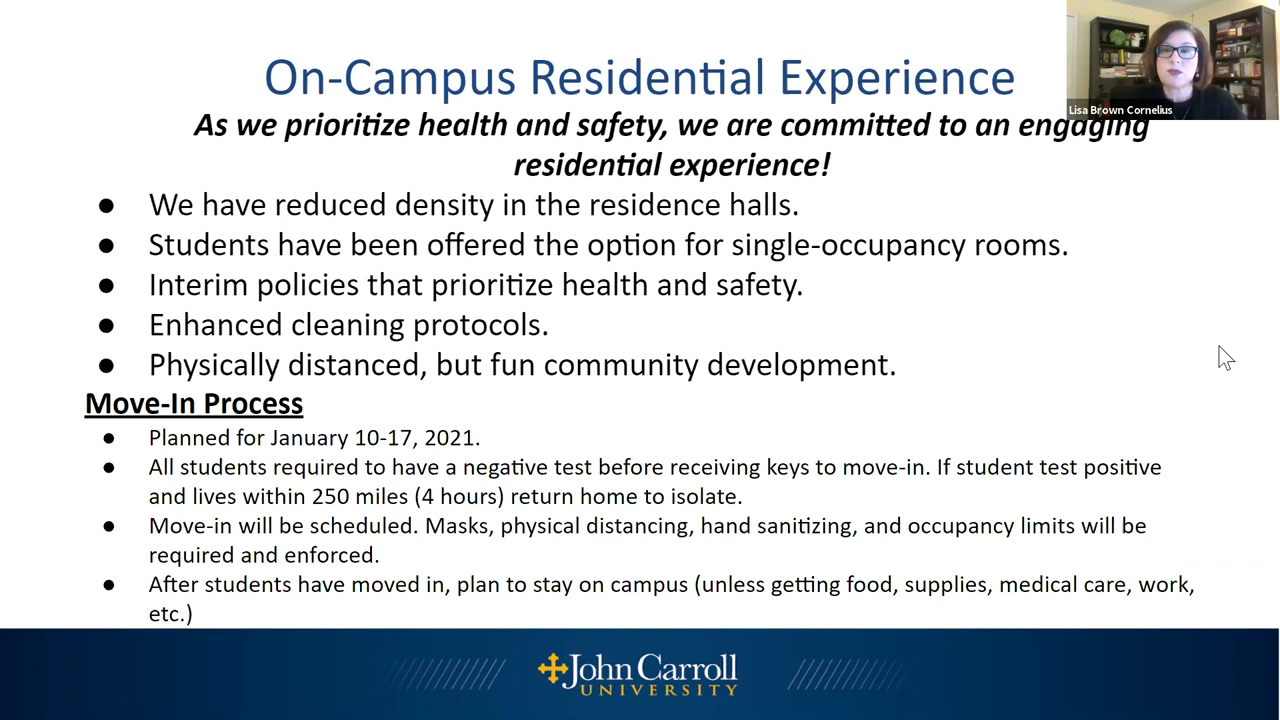 On-Campus Residential Experience
Lisa Brown Cornelius
As we prioritize health and safety, we are committed to an engaging
residential experience!
● We have reduced density in the residence halls.
● Students have been offered the option for single-occupancy rooms.
● Interim policies that prioritize health and safety.
● Enhanced cleaning protocols.
● Physically distanced, but fun community development.
Move-In Process
● Planned for January 10-17, 2021.
● All students required to have a negative test before receiving keys to move-in. If student test positive
and lives within 250 miles (4 hours) return home to isolate.
● Move-in will be scheduled. Masks, physical distancing, hand sanitizing, and occupancy limits will be
required and enforced.
● After students have moved in, plan to stay on campus (unless getting food, supplies, medical care, work,
etc.)
John Carroll
UNIVERSITY